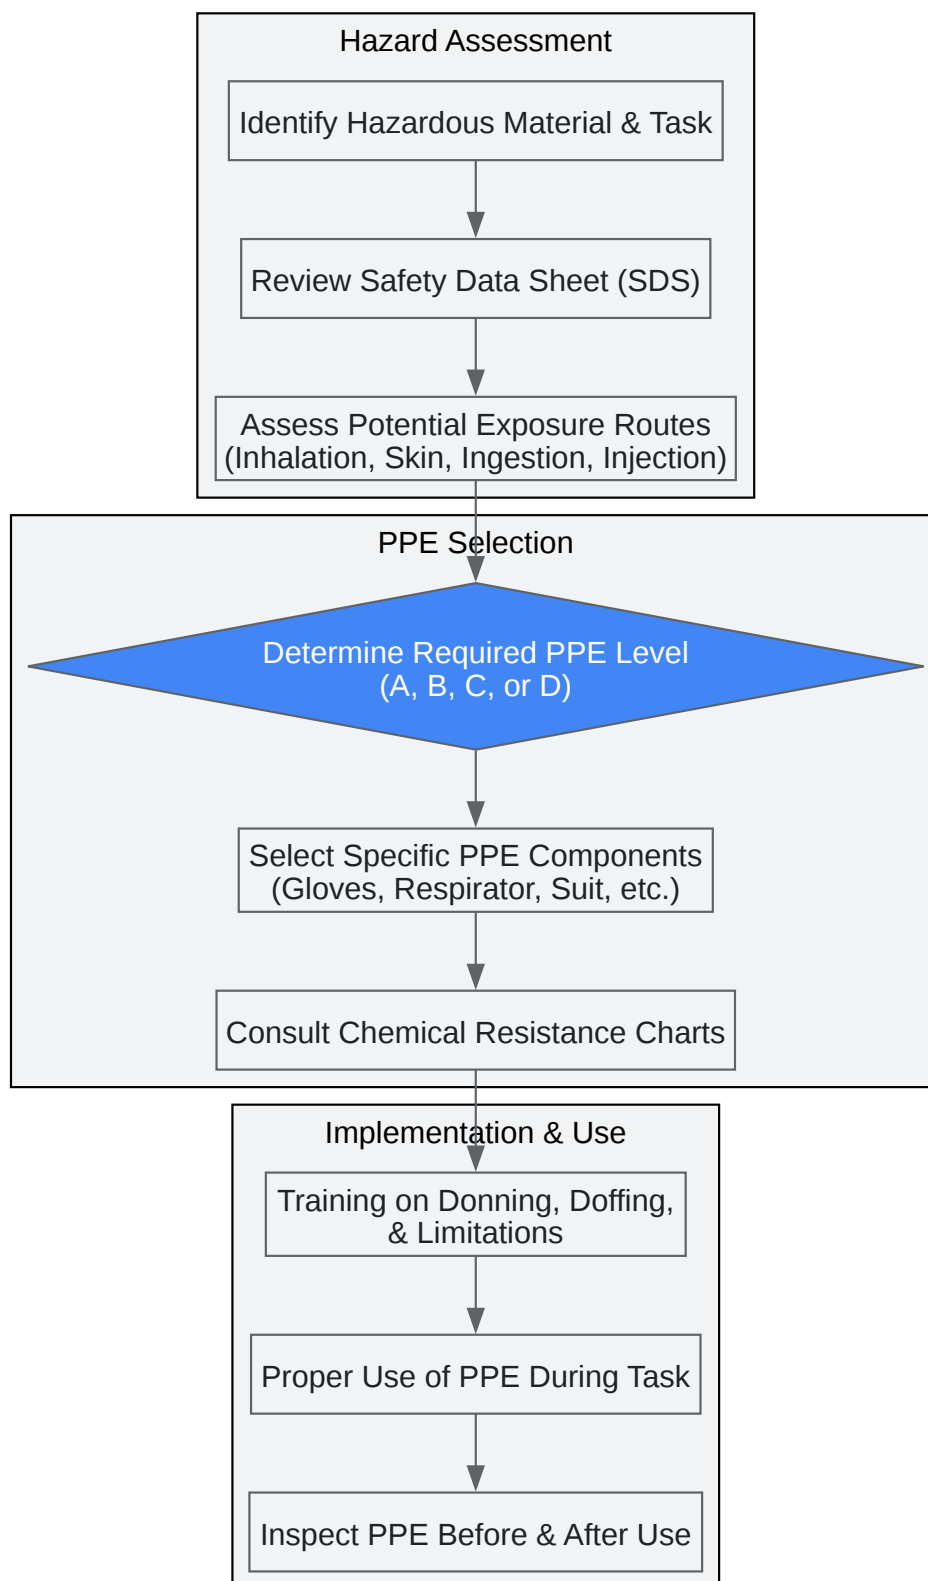 Hazard Assessment
Identify Hazardous Material & Task
Review Safety Data Sheet (SDS)
Assess Potential Exposure Routes
(Inhalation, Skin, Ingestion, Injection)
PPE Selection
Determine Required PPE Level
(A, B, C, or D)
Select Specific PPE Components
(Gloves, Respirator, Suit, etc.)
Consult Chemical Resistance Charts
Implementation & Use
Training on Donning, Doffing,
& Limitations
Proper Use of PPE During Task
Inspect PPE Before & After Use